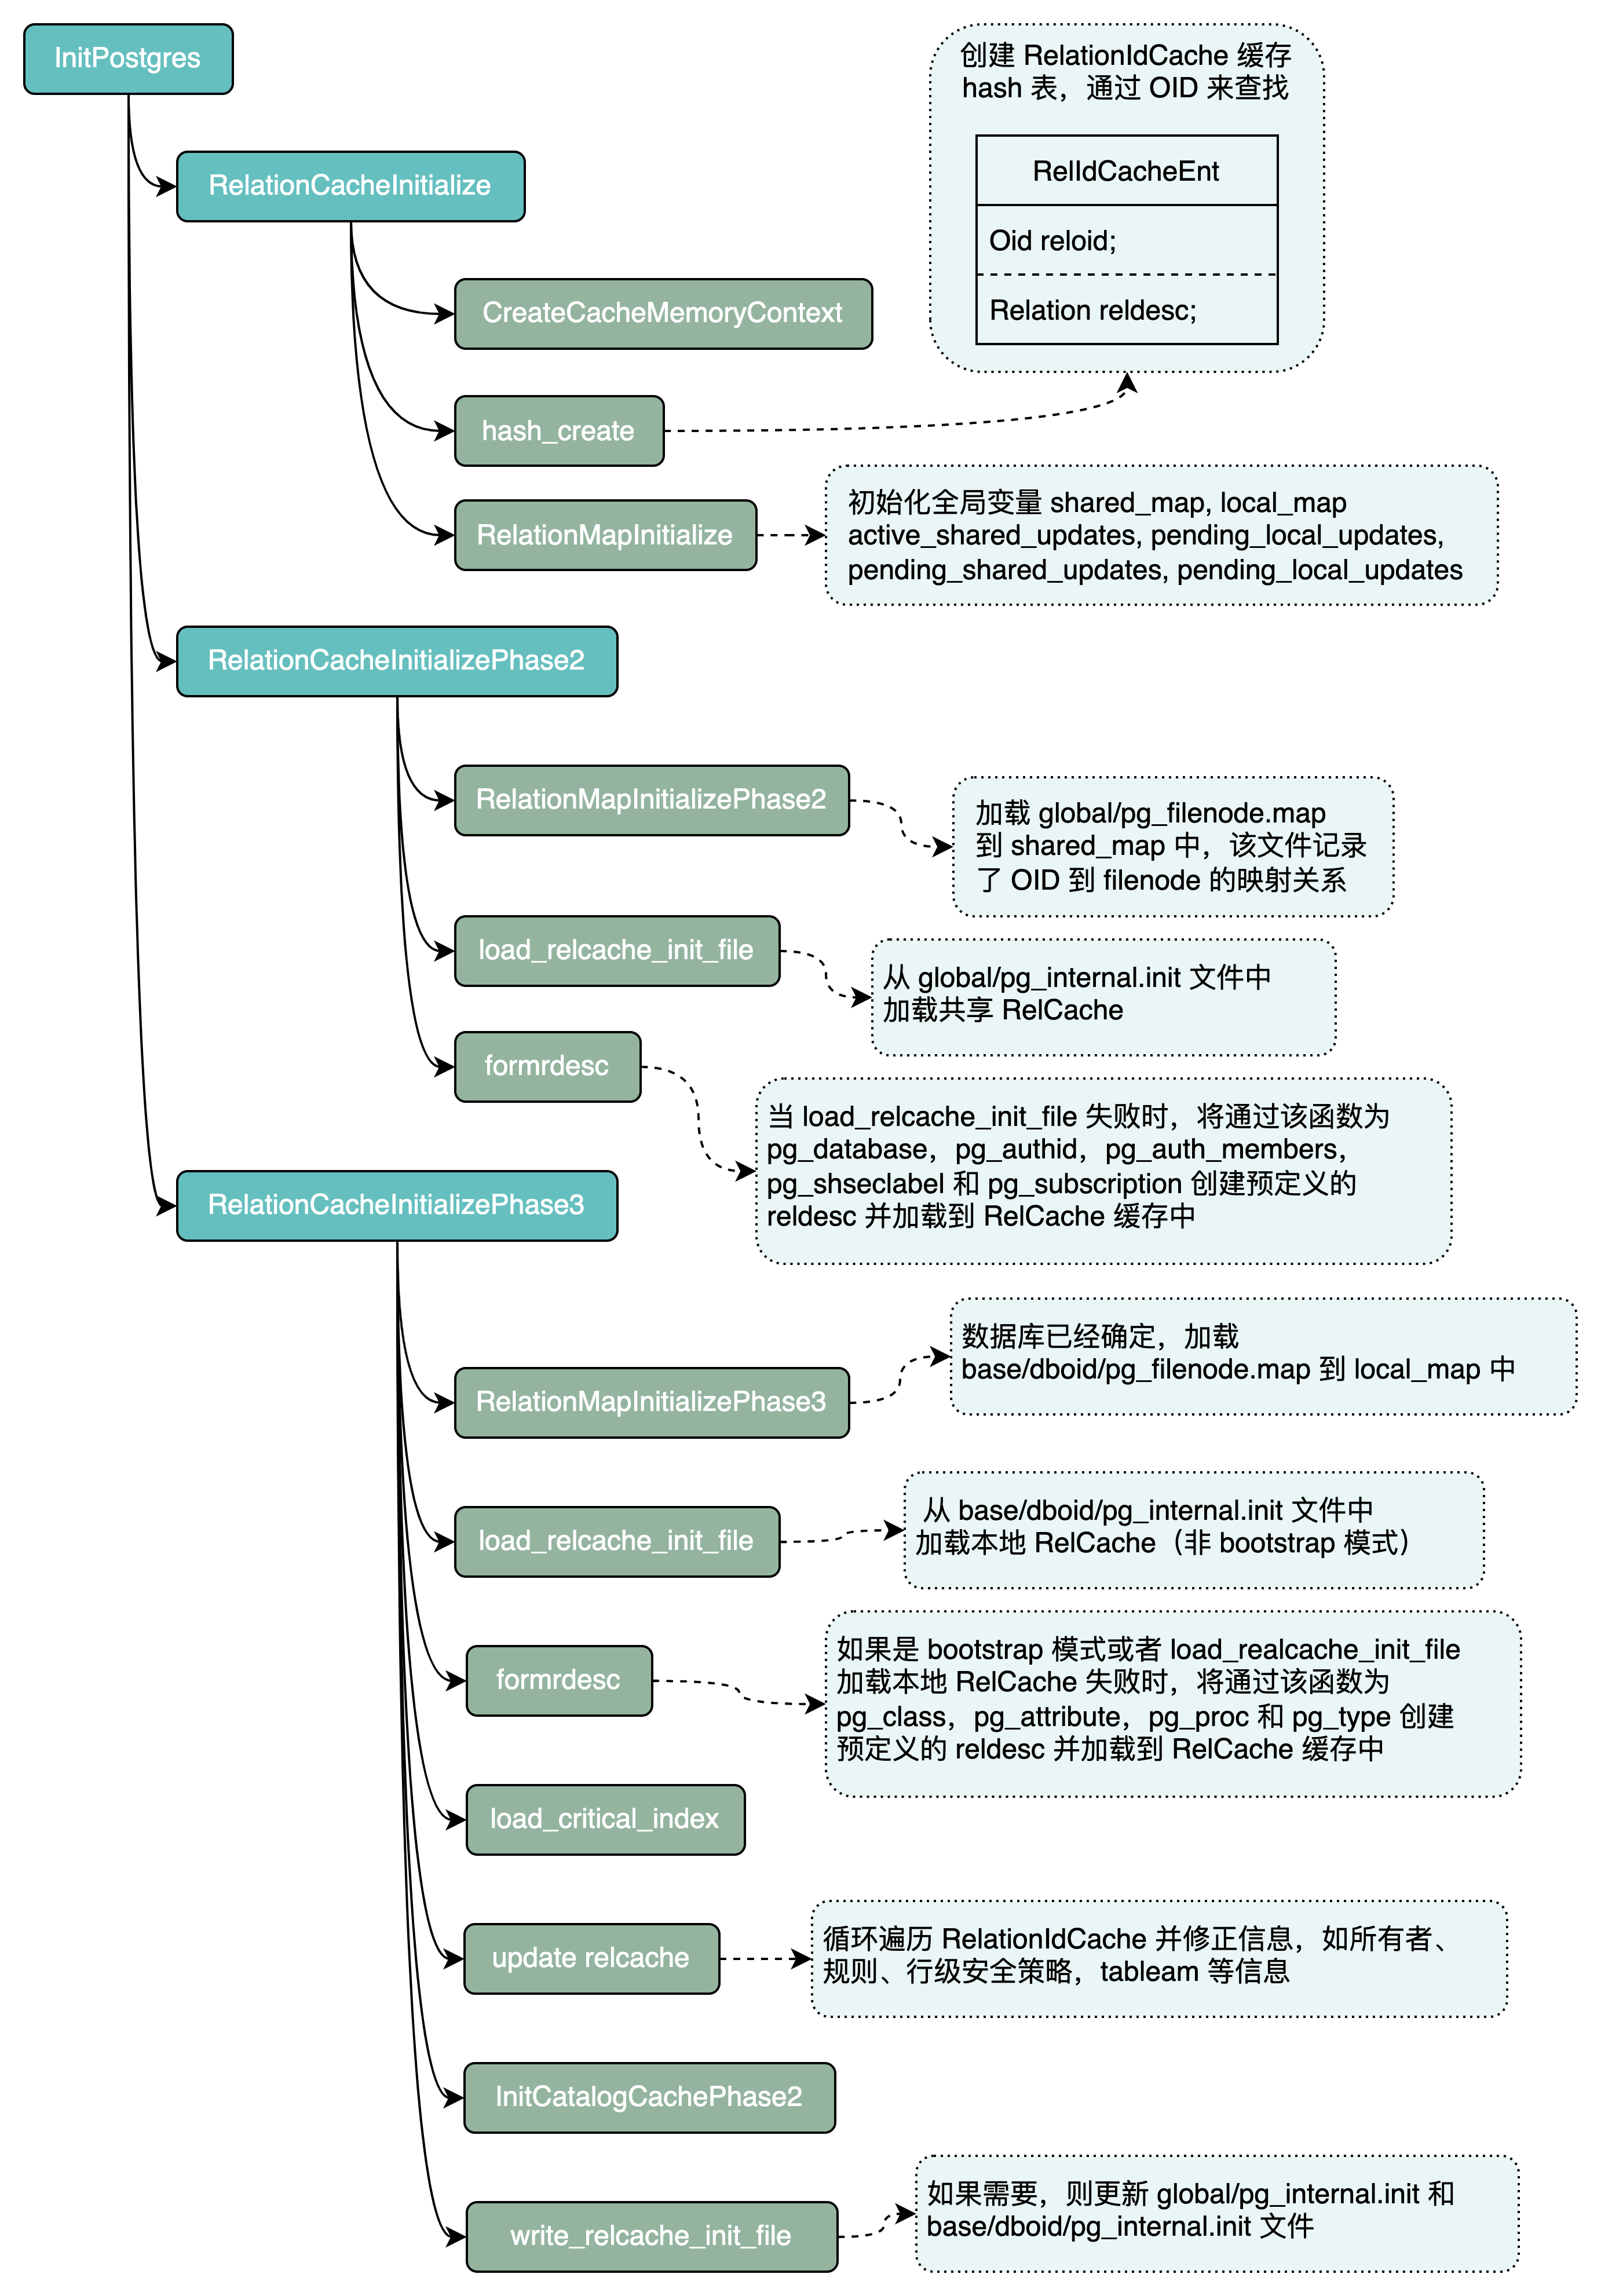 InitPostgres
创建 RelationIdCache 缓存
hash 表，通过 OID 来查找
RelIdCacheEnt
Oid reloid;
Relation reldesc;
RelationCacheInitialize
CreateCacheMemoryContext
hash_create
RelationMapInitialize
初始化全局变量 shared_map, local_map
active_shared_updates, pending_local_updates,
pending_shared_updates, pending_local_updates
RelationCacheInitializePhase2
RelationMapInitializePhase2
加载 global/pg_filenode.map
到 shared_map 中，该文件记录
了 OID 到 filenode 的映射关系
load_relcache_init_file
从 global/pg_internal.init 文件中
加载共享 RelCache
formrdesc
当 load_relcache_init_file 失败时，将通过该函数为
pg_database，pg_authid，pg_auth_members，
pg_shseclabel 和 pg_subscription 创建预定义的
reldesc 并加载到 RelCache 缓存中
RelationCacheInitializePhase3
RelationMapInitializePhase3
数据库已经确定，加载
base/dboid/pg_filenode.map 到 local_map 中
load_relcache_init_file
从 base/dboid/pg_internal.init 文件中
加载本地 RelCache（非 bootstrap 模式）
formrdesc
如果是 bootstrap 模式或者 load_realcache_init_file
加载本地 RelCache 失败时，将通过该函数为
pg_class，pg_attribute，pg_proc 和 pg_type 创建
预定义的 reldesc 并加载到 RelCache 缓存中
load_critical_index
update relcache
循环遍历 RelationIdCache 并修正信息，如所有者、
规则、行级安全策略，tableam 等信息
InitCatalogCachePhase2
write_relcache_init_file
如果需要，则更新 global/pg_internal.init 和
base/dboid/pg_internal.init 文件